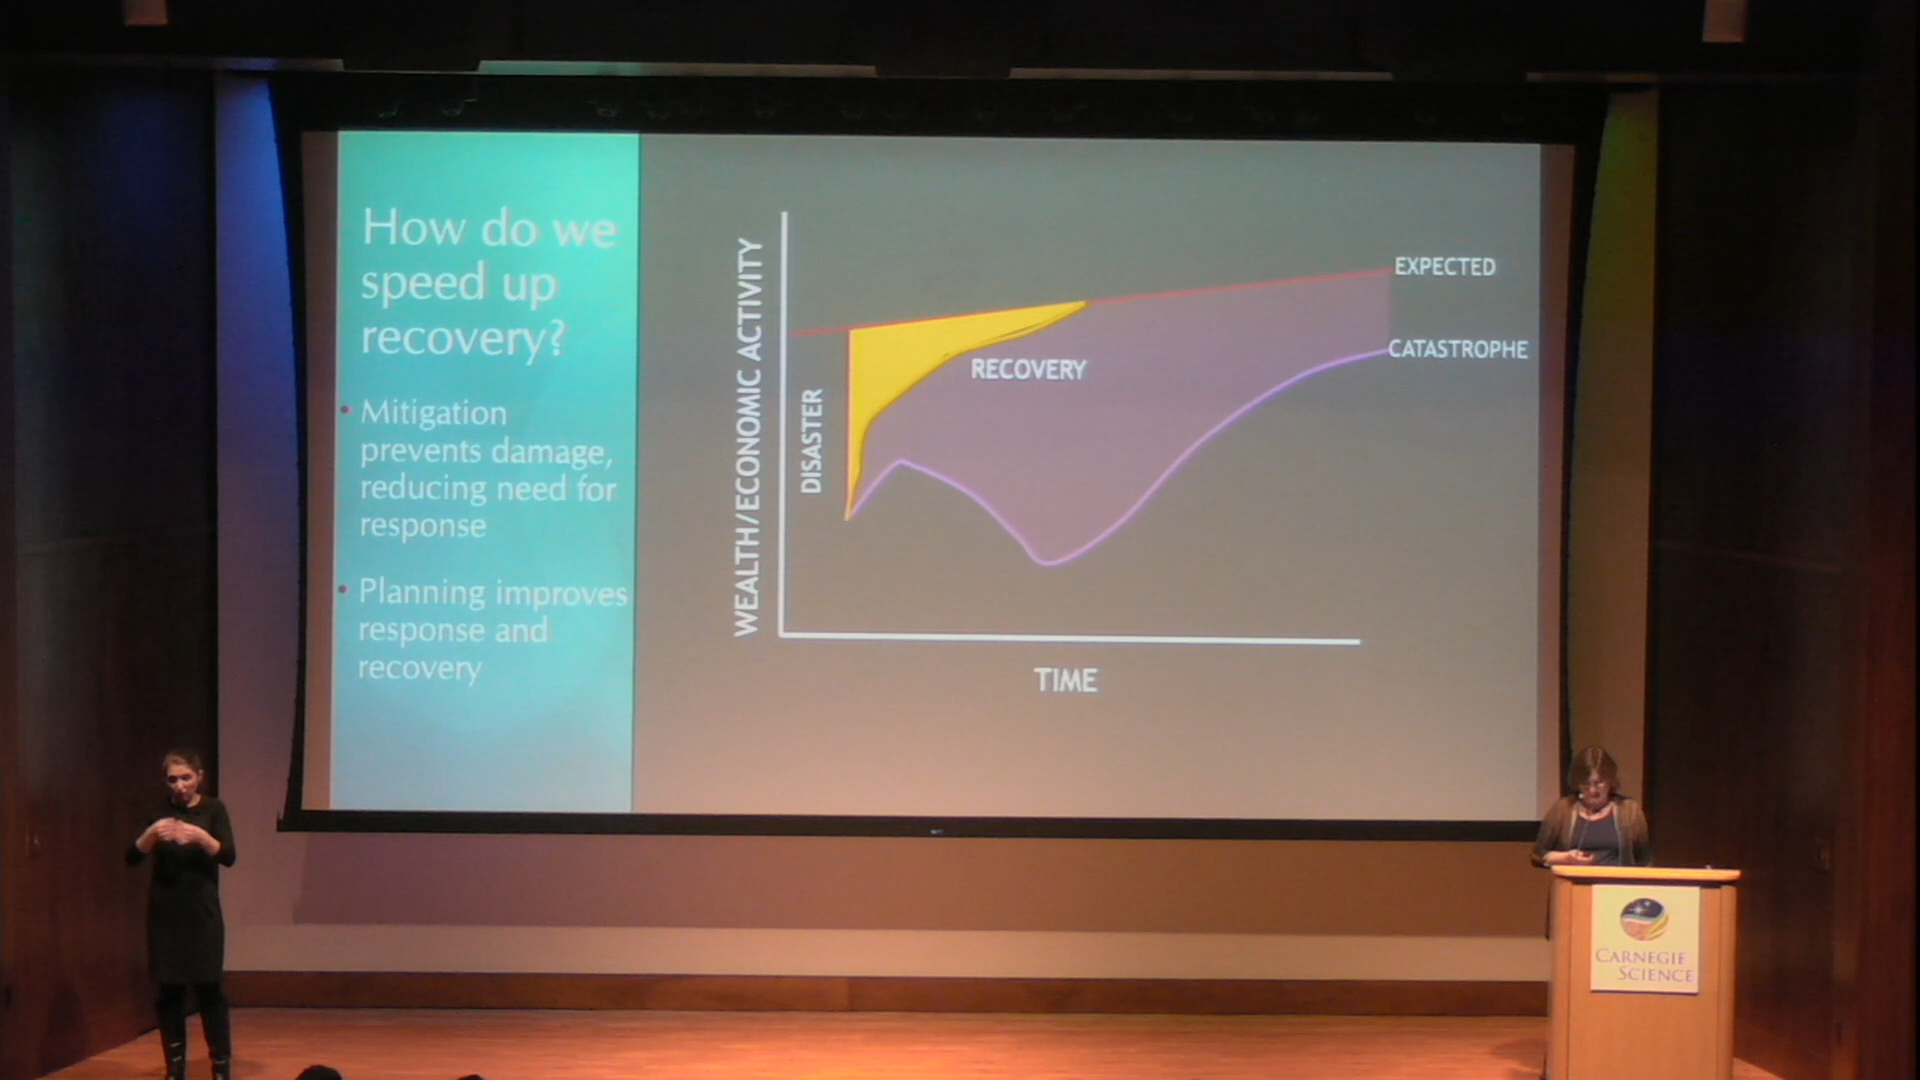 How do we
speed up
recovery?
• Mitigation
prevents damage,
reducing need for
response
• Planning improves
response and
recovery
WEALTH/ECONOMIC ACTIVITY
DISASTER
RECOVERY
EXPECTED
CATASTROPHE
TIME
CARNEGIE
SCIENCE